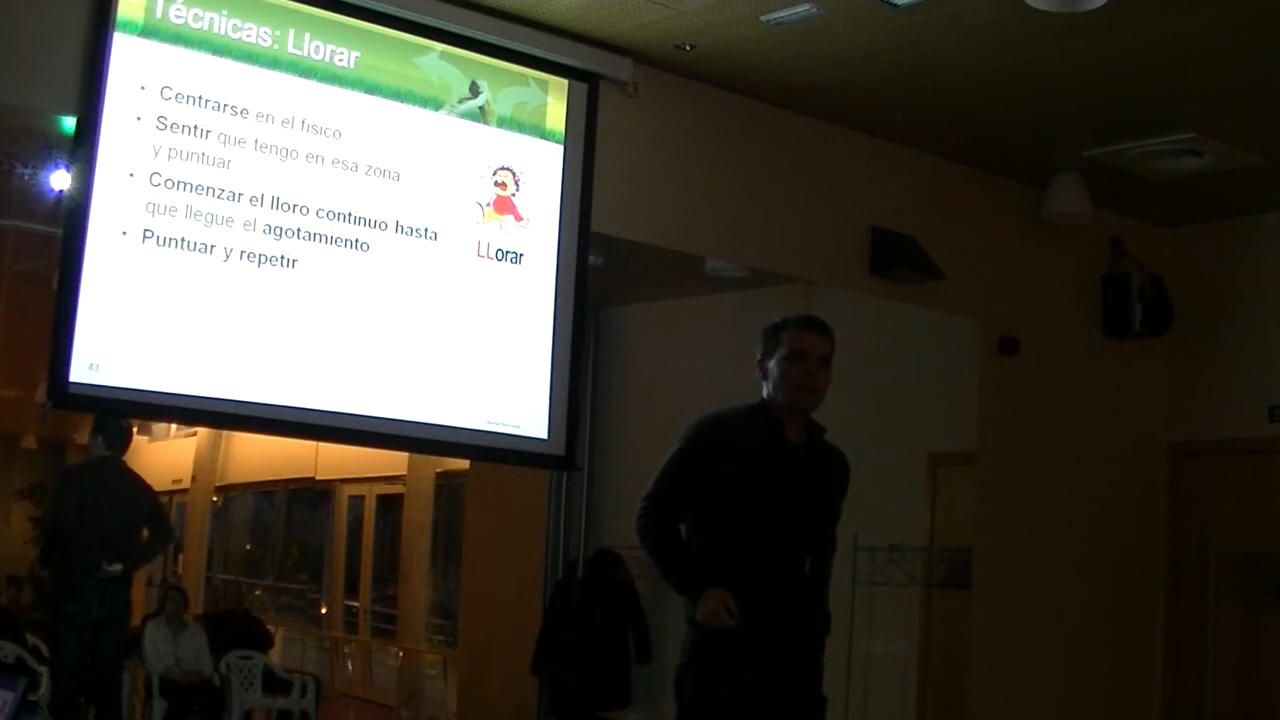 Técnicas: Llorar
• Centrarse en el fisico
• Sentir que tengo en esa zona
y puntuar
• Comenzar el lloro continuo hasta
que llegue el agotamiento
• Puntuar y repetir
LLorar
43